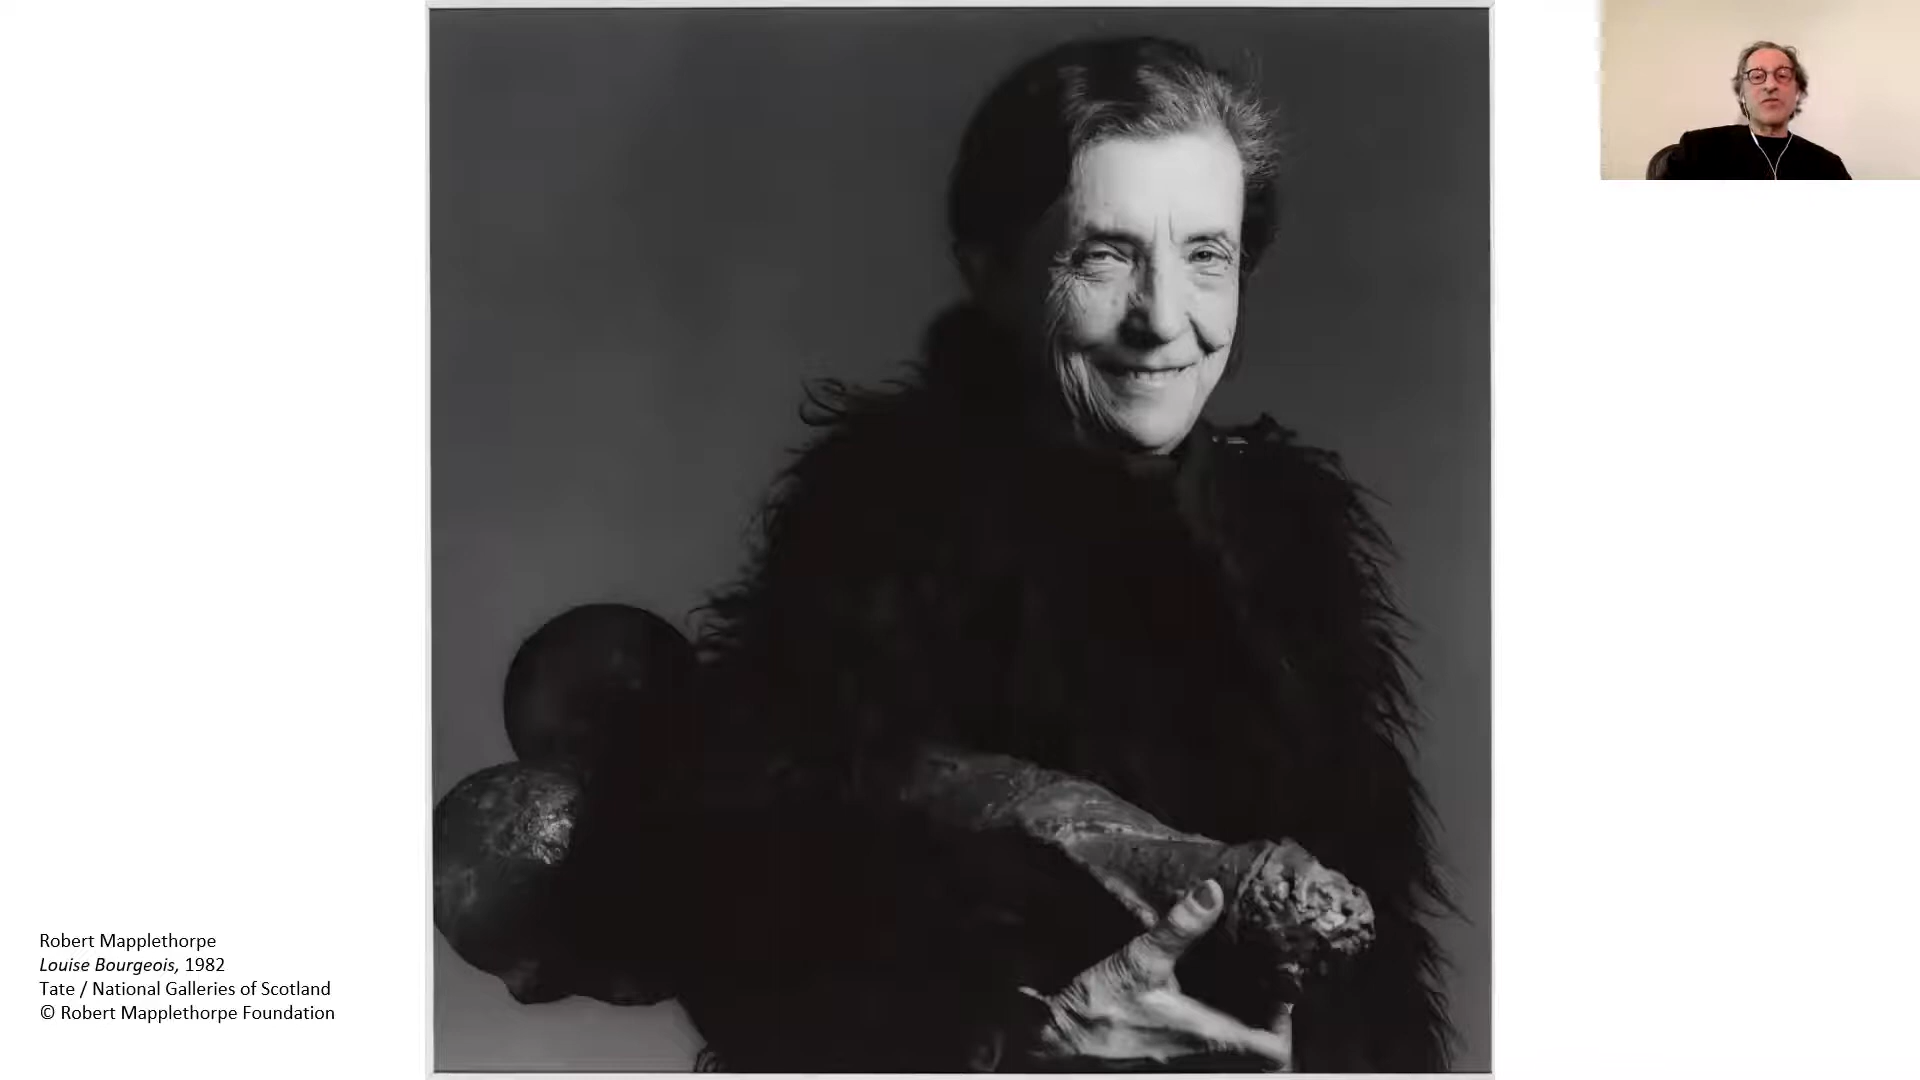 Robert Mapplethorpe
Louise Bourgeois, 1982
Tate / National Galleries of Scotland
© Robert Mapplethorpe Foundation